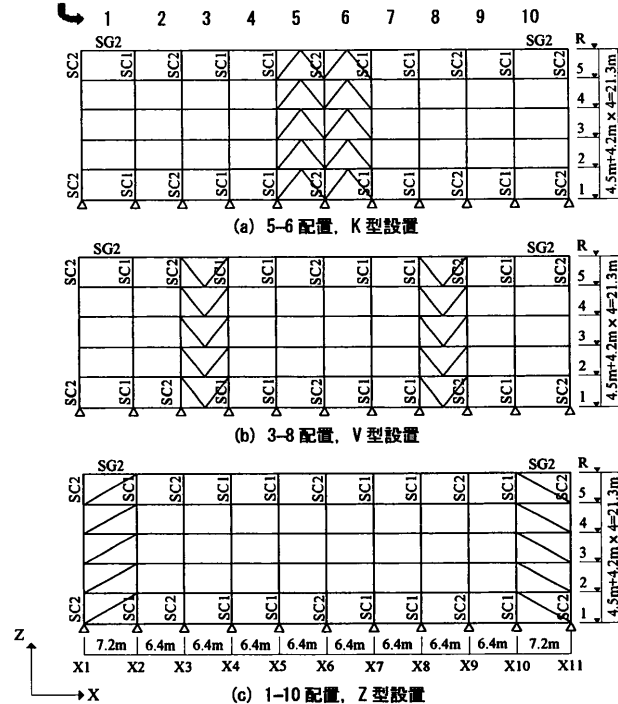 1 2 3 4 5 6 7 8 9 10
SG2 SG2 R
SC2 SC1 SC2 SC1 SC1 SC2 SC1 SC1 SC2 SC1 SC2 5
4
3
2
SC2 SC1 SC2 SC1 SC1 SC2 SC1 SC1 SC2 SC1 SC2 1
4.5m+4.2m × 4=21.3m
(a) 5-6 配置, K 型設置
SG2 SG2 R
SC2 SC1 SC2 SC1 SC1 SC2 SC1 SC2 SC1 SC2 5
4
3
2
SC2 SC1 SC2 SC1 SC1 SC2 SC1 SC2 SC1 SC2 1
4.5m+4.2m × 4=21.3m
(b) 3-8 配置, V 型設置
SG2 SG2 R
SC2 SC1 SC2 SC1 SC1 SC2 SC1 SC1 SC2 SC1 SC2 5
4
3
2
SC2 SC1 SC2 SC1 SC1 SC2 SC1 SC1 SC2 SC1 SC2 1
4.5m+4.2m × 4=21.3m
Z
7.2m 6.4m 6.4m 6.4m 6.4m 6.4m 6.4m 6.4m 6.4m 7.2m
X1 X2 X3 X4 X5 X6 X7 X8 X9 X10 X11
X
(c) 1-10 配置, Z 型設置